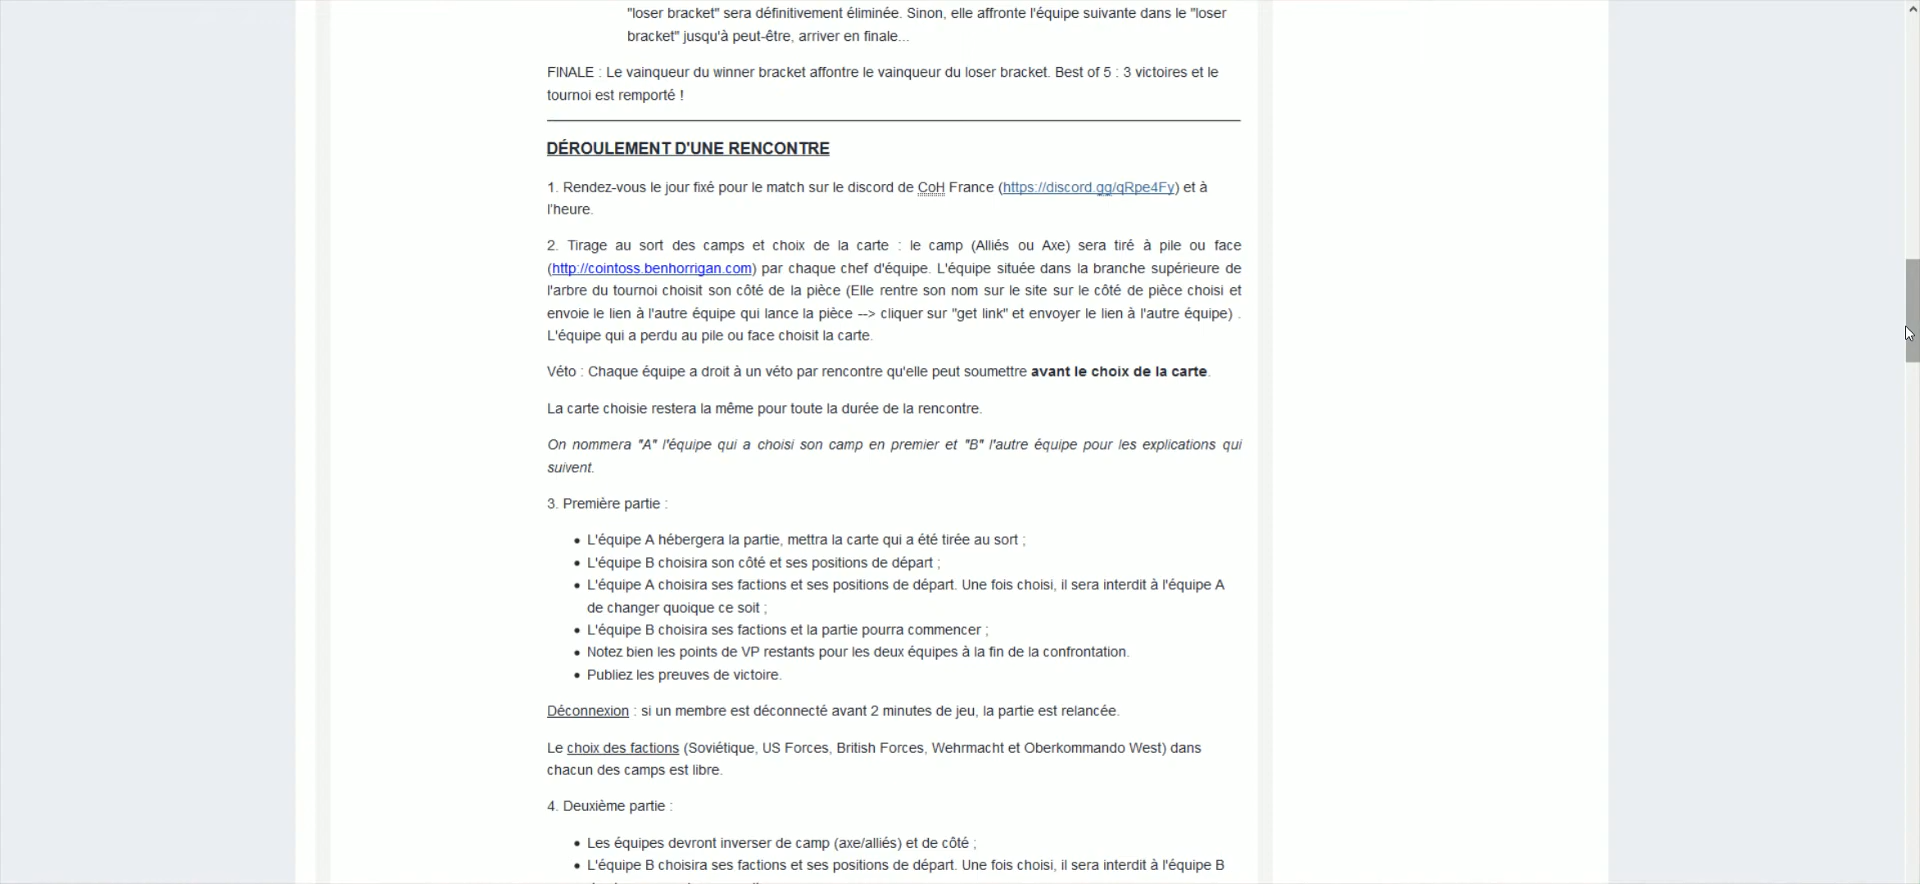 "loser bracket" sera définitivement éliminée. Sinon, elle affronte l'équipe suivante dans le "loser
bracket" jusqu'à peut-être, arriver en finale...
FINALE : Le vainqueur du winner bracket affontre le vainqueur du loser bracket. Best of 5 : 3 victoires et le
tournoi est remporté !
DÉROULEMENT D'UNE RENCONTRE
1. Rendez-vous le jour fixé pour le match sur le discord de CoH France (https://discord.gg/qRpe4Fy) et à
l'heure.
2. Tirage au sort des camps et choix de la carte : le camp (Alliés ou Axe) sera tiré à pile ou face
(http://cointoss.benhorrigan.com) par chaque chef d'équipe. L'équipe située dans la branche supérieure de
l'arbre du tournoi choisit son côté de la pièce (Elle rentre son nom sur le site sur le côté de pièce choisi et
envoie le lien à l'autre équipe qui lance la pièce --> cliquer sur "get link" et envoyer le lien à l'autre équipe) .
L'équipe qui a perdu au pile ou face choisit la carte.
Véto : Chaque équipe a droit à un véto par rencontre qu'elle peut soumettre avant le choix de la carte.
La carte choisie restera la même pour toute la durée de la rencontre.
On nommera "A" l'équipe qui a choisi son camp en premier et "B" l'autre équipe pour les explications qui
suivent.
3. Première partie :
• L'équipe A hébergera la partie, mettra la carte qui a été tirée au sort ;
• L'équipe B choisira son côté et ses positions de départ ;
• L'équipe A choisira ses factions et ses positions de départ. Une fois choisi, il sera interdit à l'équipe A
de changer quoique ce soit ;
• L'équipe B choisira ses factions et la partie pourra commencer ;
• Notez bien les points de VP restants pour les deux équipes à la fin de la confrontation.
• Publiez les preuves de victoire.
Déconnexion : si un membre est déconnecté avant 2 minutes de jeu, la partie est relancée.
Le choix des factions (Soviétique, US Forces, British Forces, Wehrmacht et Oberkommando West) dans
chacun des camps est libre.
4. Deuxième partie :
• Les équipes devront inverser de camp (axe/alliés) et de côté ;
• L'équipe B choisira ses factions et ses positions de départ. Une fois choisi, il sera interdit à l'équipe B